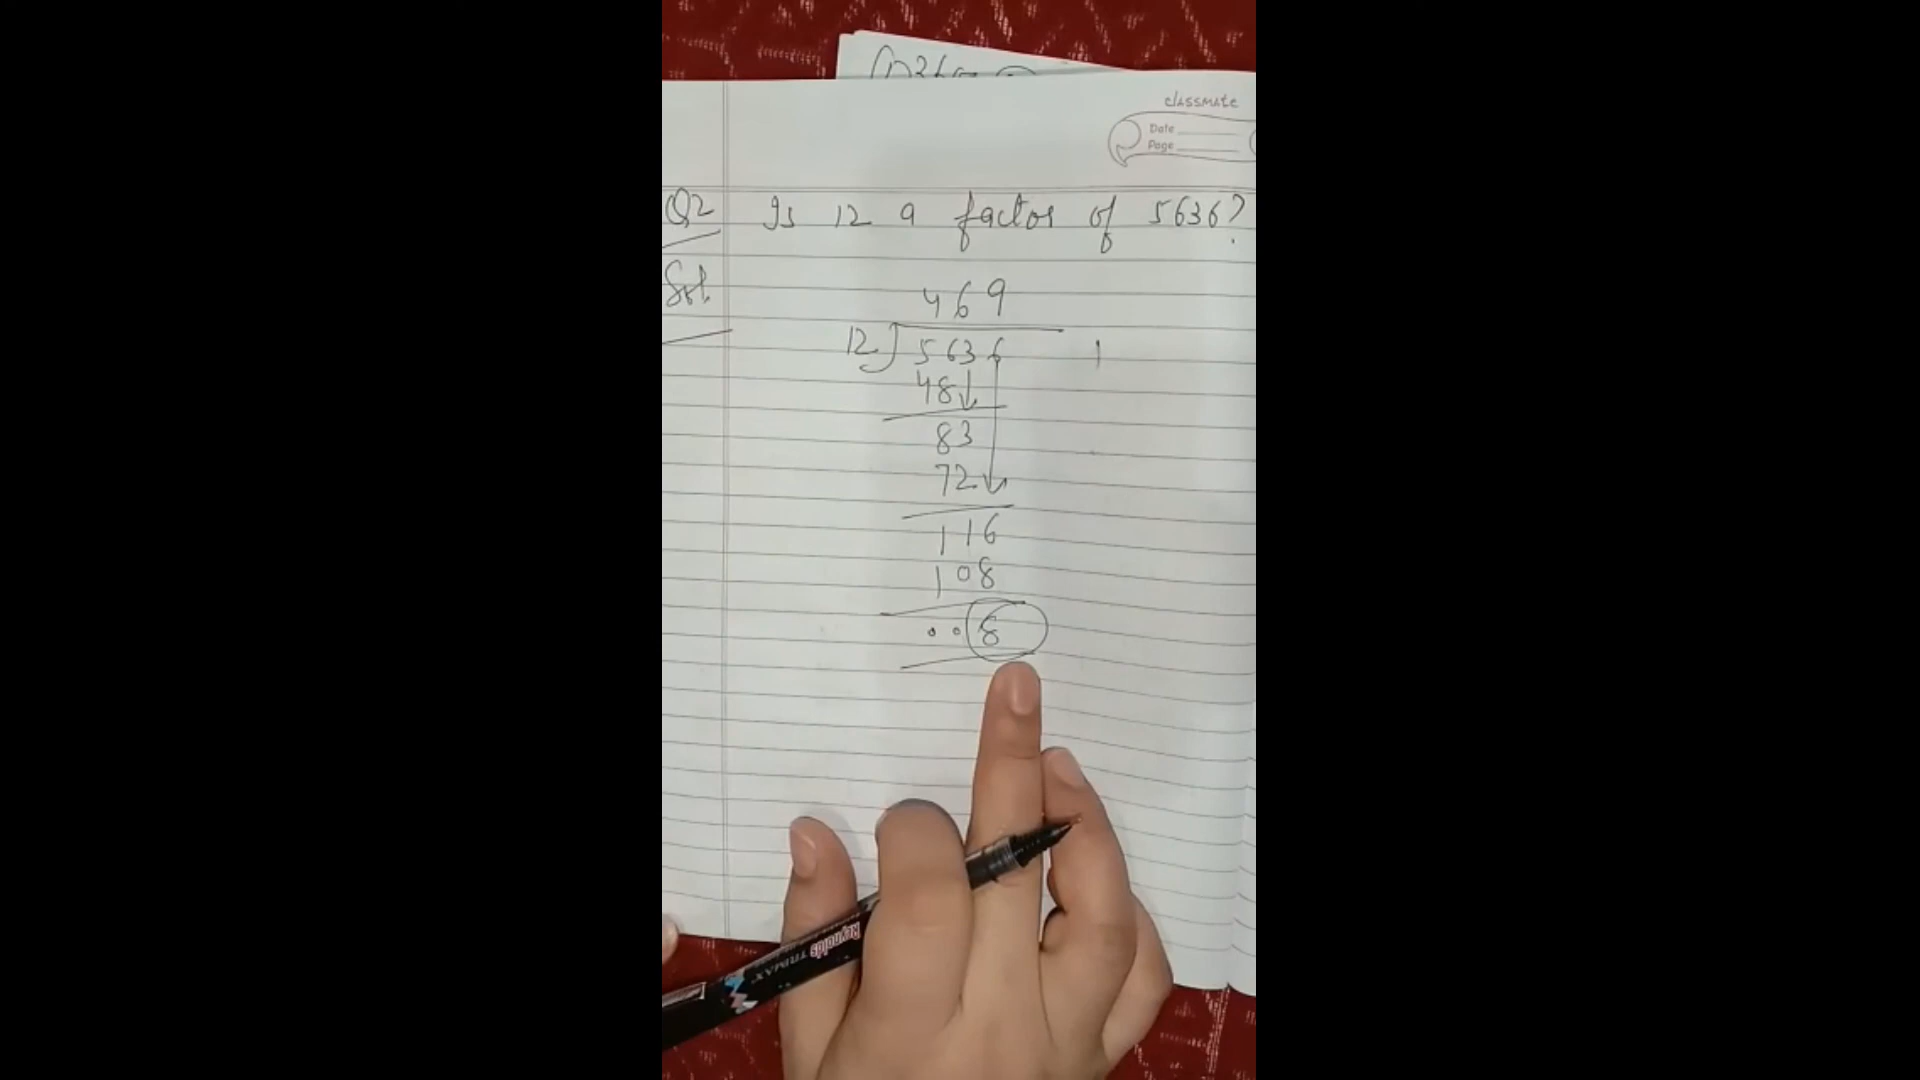 classmate
Date
Page
Q2 Is 12 a factor of 5636?
Sol.
469
12) 5636
48↓
83
72↓
116
108
008
Reynolds TRIMAX